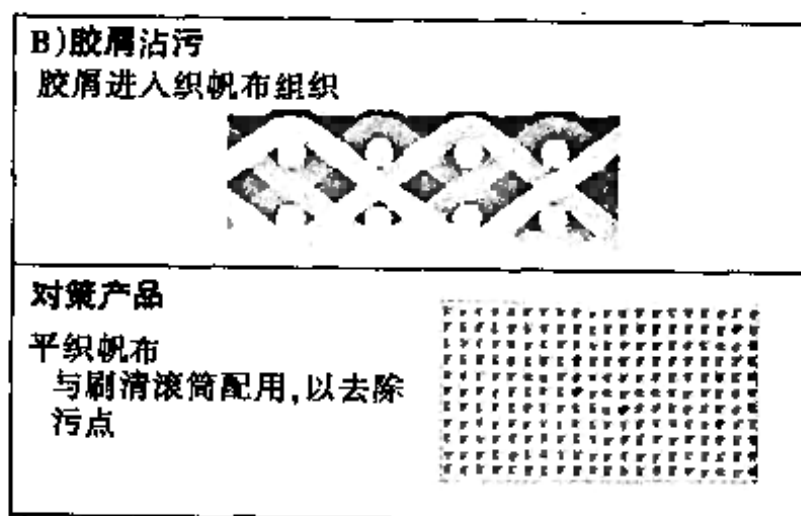 B)胶屑沾污
胶屑进入织帆布组织
对策产品
平织帆布
与刷清滚筒配用,以去除
污点